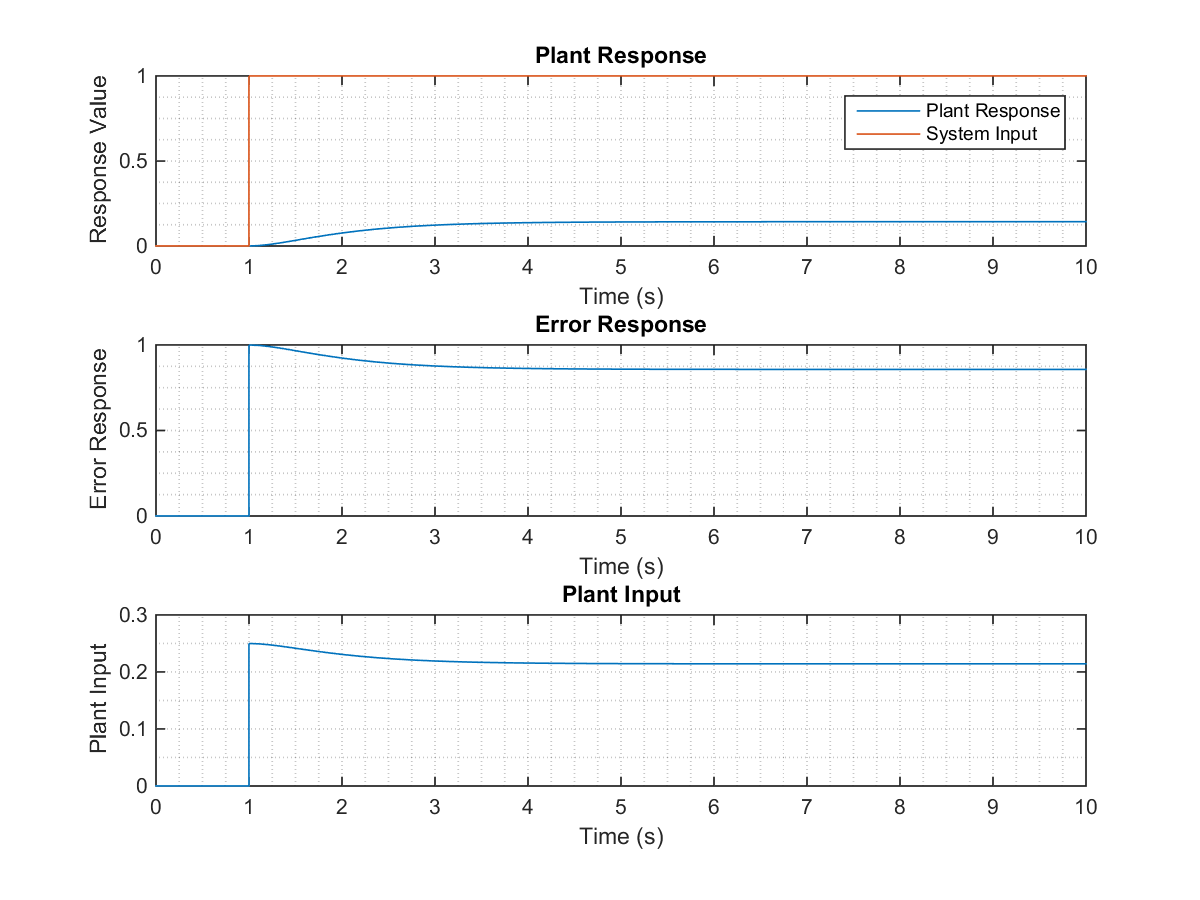 Plant Response
Response Value
1
0.5
0
Plant Response
System Input
0 1 2 3 4 5 6 7 8 9 10
Time (s)
Error Response
Error Response
1
0.5
0
0 1 2 3 4 5 6 7 8 9 10
Time (s)
Plant Input
Plant Input
0.3
0.2
0.1
0
0 1 2 3 4 5 6 7 8 9 10
Time (s)